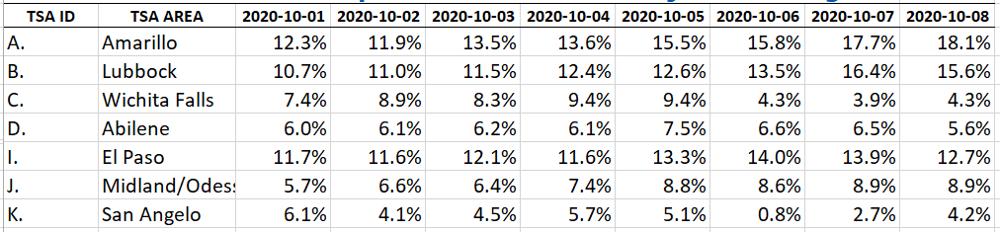 TSA ID TSA AREA 2020-10-01 2020-10-02 2020-10-03 2020-10-04 2020-10-05 2020-10-06 2020-10-07 2020-10-08
A. Amarillo 12.3% 11.9% 13.5% 13.6% 15.5% 15.8% 17.7% 18.1%
B. Lubbock 10.7% 11.0% 11.5% 12.4% 12.6% 13.5% 16.4% 15.6%
C. Wichita Falls 7.4% 8.9% 8.3% 9.4% 9.4% 4.3% 3.9% 4.3%
D. Abilene 6.0% 6.1% 6.2% 6.1% 7.5% 6.6% 6.5% 5.6%
I. El Paso 11.7% 11.6% 12.1% 11.6% 13.3% 14.0% 13.9% 12.7%
J. Midland/Odess 5.7% 6.6% 6.4% 7.4% 8.8% 8.6% 8.9% 8.9%
K. San Angelo 6.1% 4.1% 4.5% 5.7% 5.1% 0.8% 2.7% 4.2%